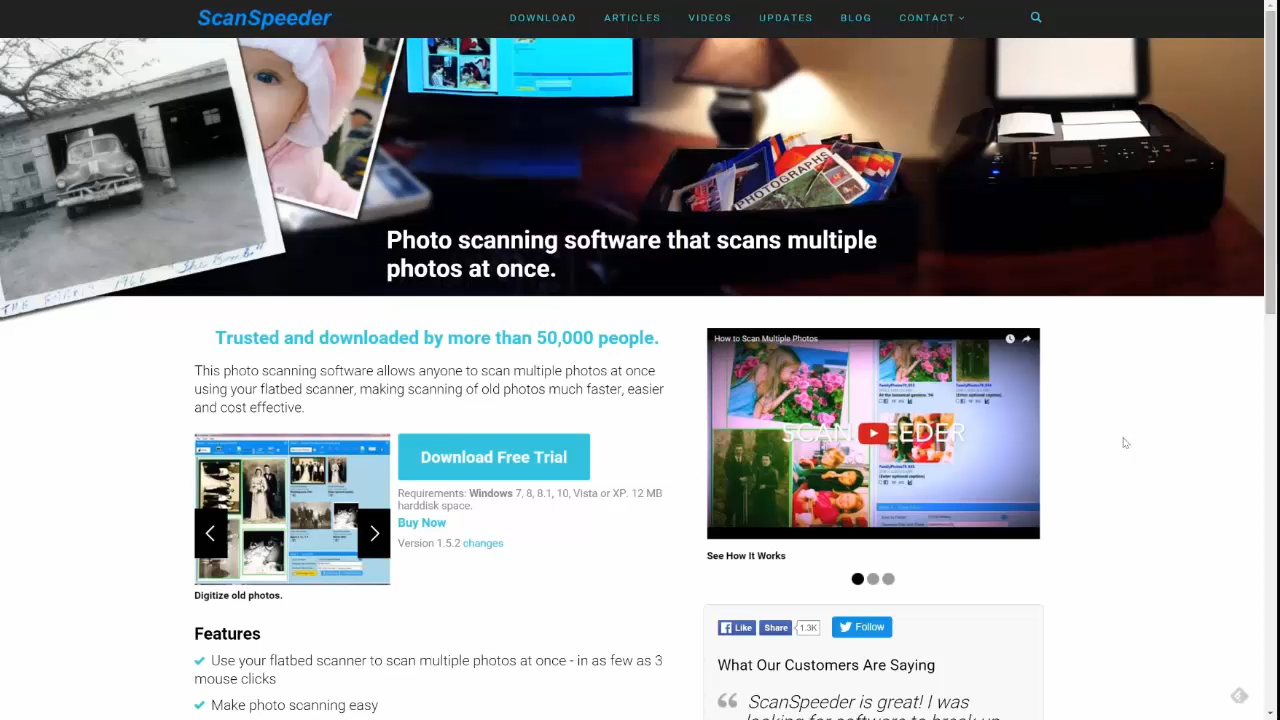 ScanSpeeder
DOWNLOAD
ARTICLES
VIDEOS
UPDATES
BLOG
CONTACT
PHOTOGRAPHS
Photo scanning software that scans multiple
photos at once.
Trusted and downloaded by more than 50,000 people.
This photo scanning software allows anyone to scan multiple photos at once
using your flatbed scanner, making scanning of old photos much faster, easier
and cost effective.
Download Free Trial
Requirements: Windows 7, 8, 8.1, 10, Vista or XP. 12 MB
harddisk space.
Buy Now
Version 1.5.2 changes
Digitize old photos.
Features
Use your flatbed scanner to scan multiple photos at once - in as few as 3
mouse clicks
Make photo scanning easy
How to Scan Multiple Photos
See How It Works
Like
Share
1.3K
Follow
What Our Customers Are Saying
ScanSpeeder is great! I was
looking for software to break up